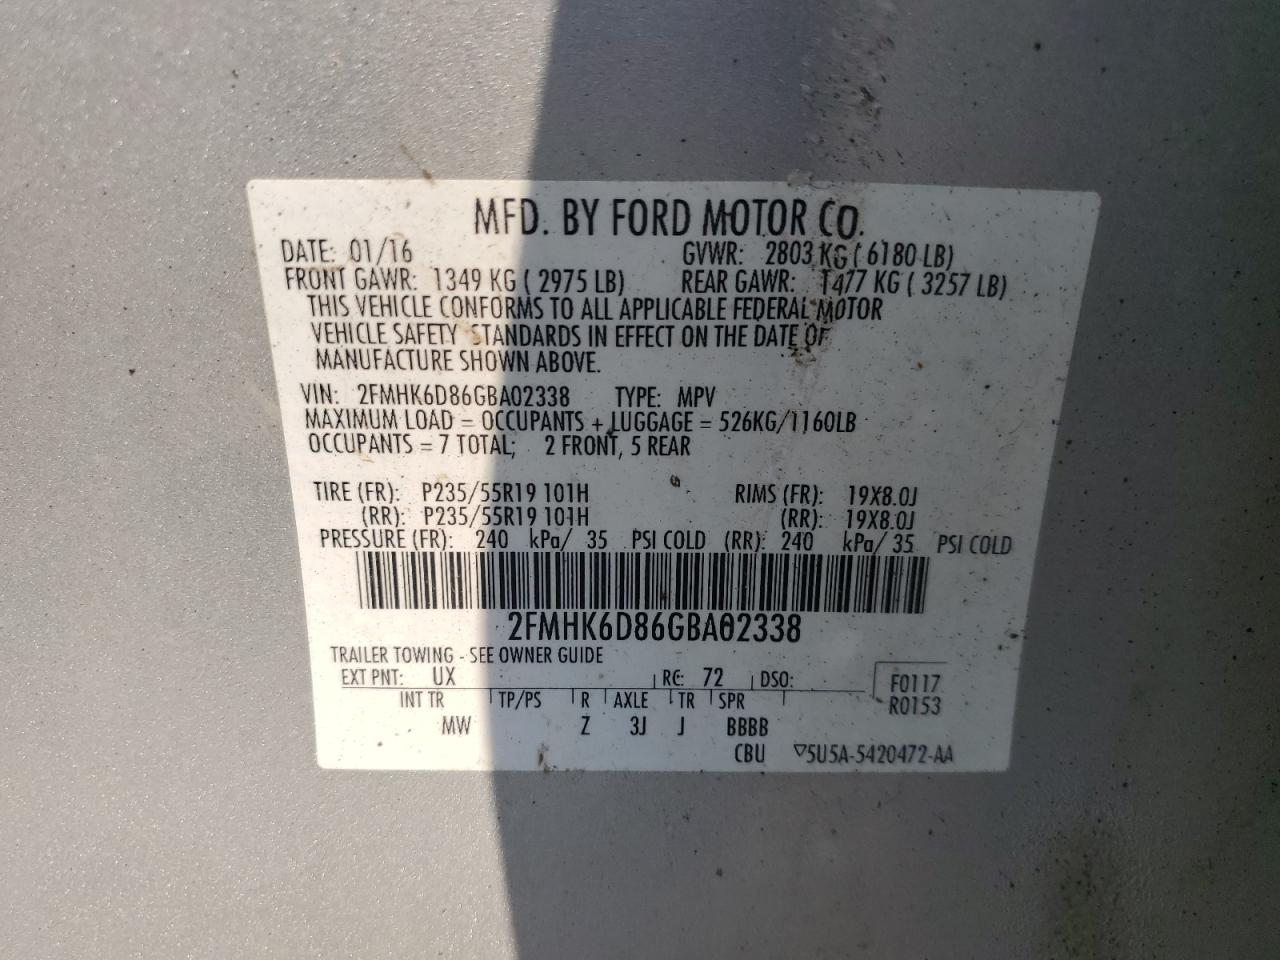 MFD. BY FORD MOTOR CO.
DATE: 01/16 GVWR: 2803 KG ( 6180 LB)
FRONT GAWR: 1349 KG ( 2975 LB) REAR GAWR: 1477 KG ( 3257 LB)
THIS VEHICLE CONFORMS TO ALL APPLICABLE FEDERAL MOTOR
VEHICLE SAFETY STANDARDS IN EFFECT ON THE DATE OF
MANUFACTURE SHOWN ABOVE.
VIN: 2FMHK6D86GBA02338 TYPE: MPV
MAXIMUM LOAD = OCCUPANTS + LUGGAGE = 526KG/1160LB
OCCUPANTS = 7 TOTAL; 2 FRONT, 5 REAR
TIRE (FR): P235/55R19 101H RIMS (FR): 19X8.0J
(RR): P235/55R19 101H (RR): 19X8.0J
PRESSURE (FR): 240 kPa/ 35 PSI COLD (RR): 240 kPa/ 35 PSI COLD
2FMHK6D86GBA02338
TRAILER TOWING - SEE OWNER GUIDE
EXT PNT: UX RC: 72 DSO: F0117
INT TR TP/PS R AXLE TR SPR R0153
MW Z 3J J BBBB
CBU ▽5U5A-5420472-AA